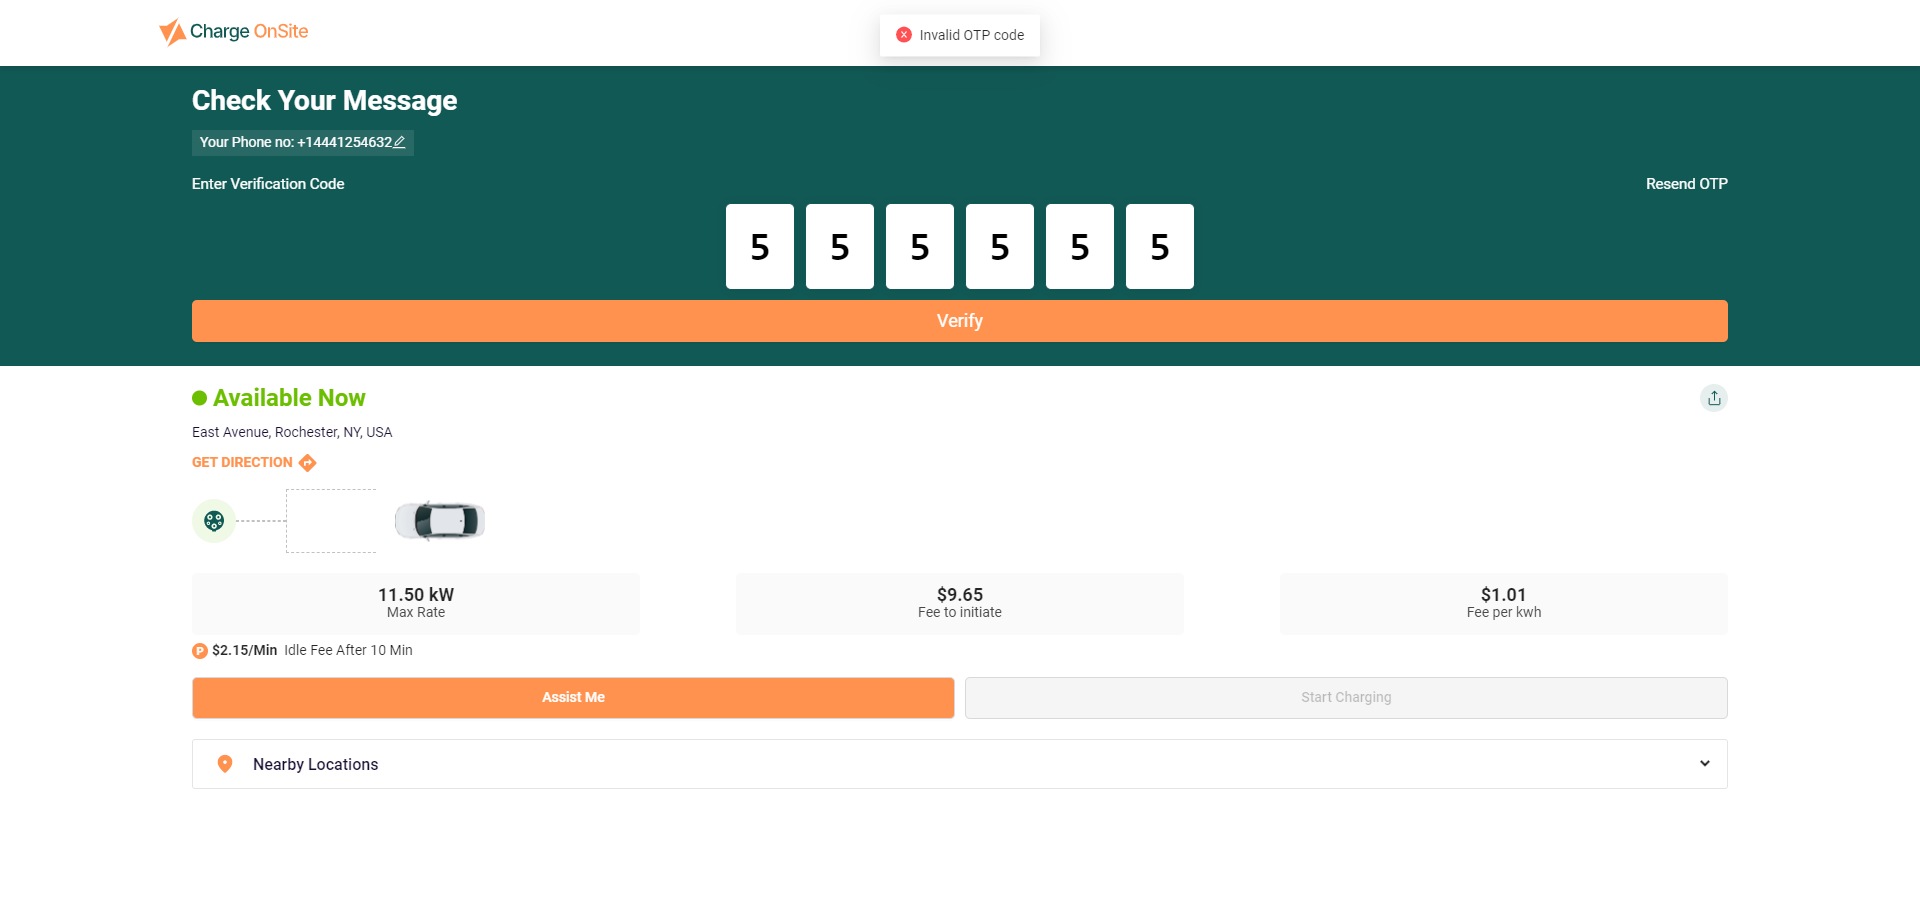 Charge OnSite
Invalid OTP code
Check Your Message
Your Phone no: +14441254632
Enter Verification Code
Resend OTP
5 5 5 5 5 5
Verify
Available Now
East Avenue, Rochester, NY, USA
GET DIRECTION
11.50 kW
Max Rate
$9.65
Fee to initiate
$1.01
Fee per kwh
P $2.15/Min Idle Fee After 10 Min
Assist Me
Start Charging
Nearby Locations